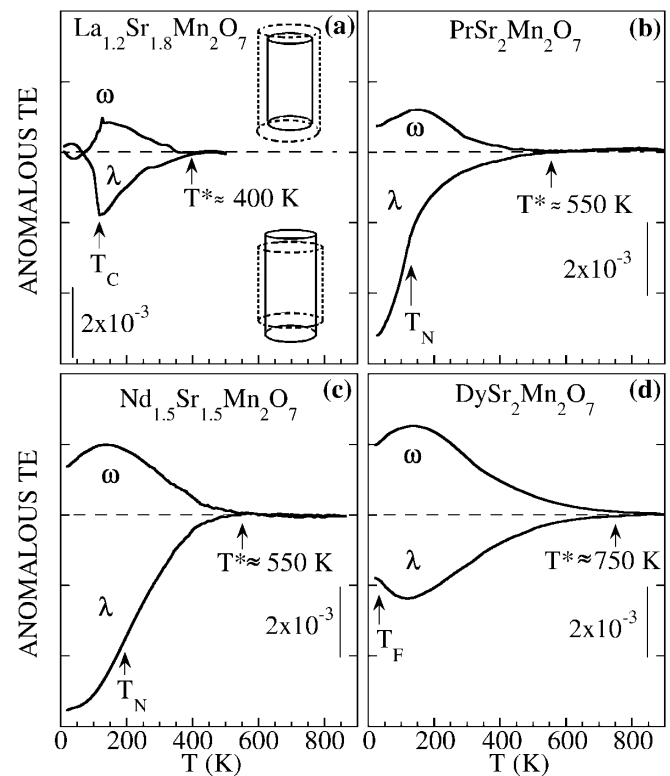 La1.2Sr1.8Mn2O7 (a)
ω
λ
T* ≈ 400 K
TC
2x10-3
ANOMALOUS TE
PrSr2Mn2O7 (b)
ω
λ
T* ≈ 550 K
TN
2x10-3
Nd1.5Sr1.5Mn2O7 (c)
ω
λ
T* ≈ 550 K
TN
2x10-3
ANOMALOUS TE
0 200 400 600 800
T (K)
DySr2Mn2O7 (d)
ω
λ
T* ≈ 750 K
TF
2x10-3
0 200 400 600 800
T (K)